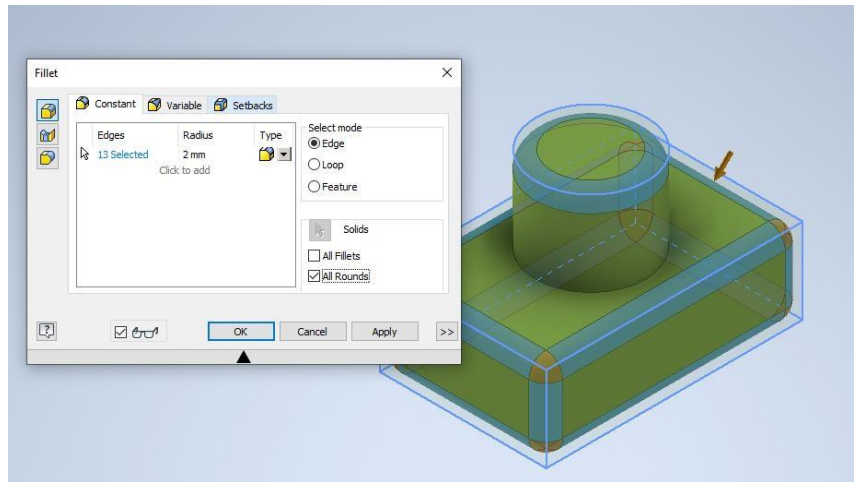 Fillet
Constant Variable Setbacks
Edges Radius Type
13 Selected 2 mm
Click to add
Select mode
Edge
Loop
Feature
Solids
All Fillets
All Rounds
? OK Cancel Apply >>